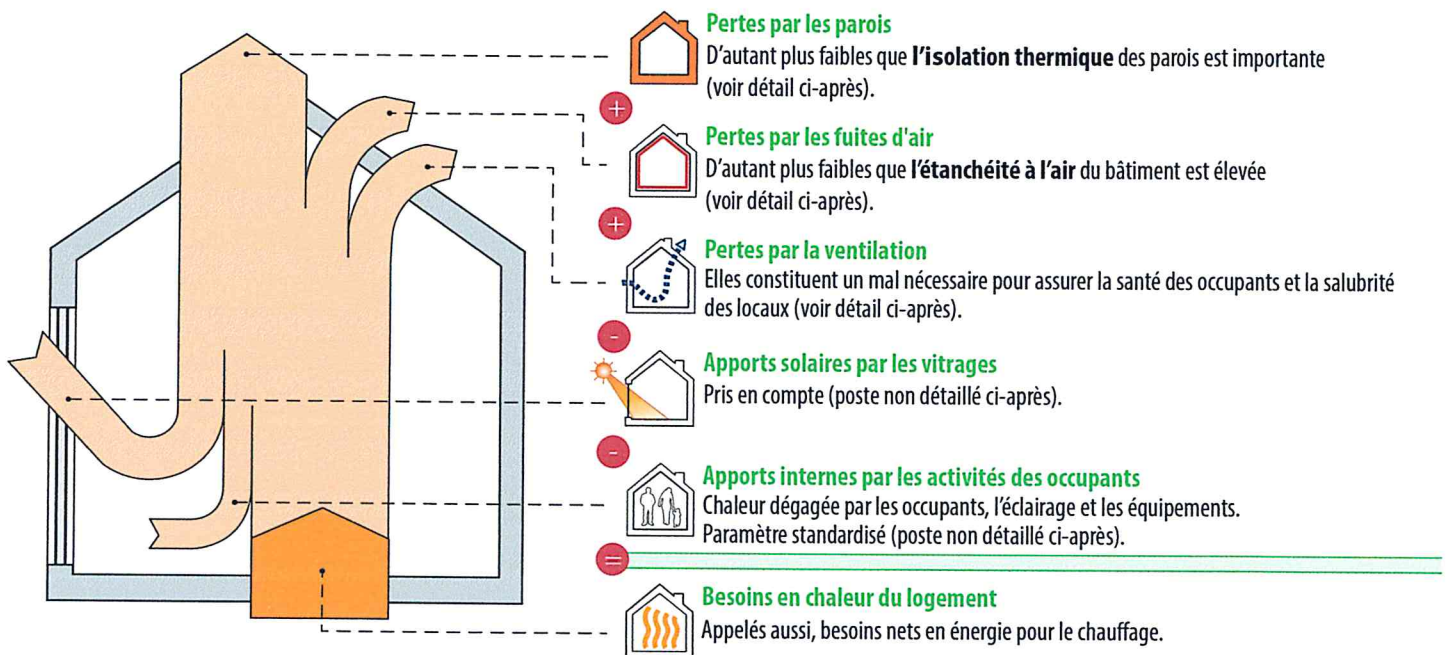 Pertes par les parois
D'autant plus faibles que l'isolation thermique des parois est importante
(voir détail ci-après).
+
Pertes par les fuites d'air
D'autant plus faibles que l'étanchéité à l'air du bâtiment est élevée
(voir détail ci-après).
+
Pertes par la ventilation
Elles constituent un mal nécessaire pour assurer la santé des occupants et la salubrité
des locaux (voir détail ci-après).
-
Apports solaires par les vitrages
Pris en compte (poste non détaillé ci-après).
-
Apports internes par les activités des occupants
Chaleur dégagée par les occupants, l'éclairage et les équipements.
Paramètre standardisé (poste non détaillé ci-après).
=
Besoins en chaleur du logement
Appelés aussi, besoins nets en énergie pour le chauffage.